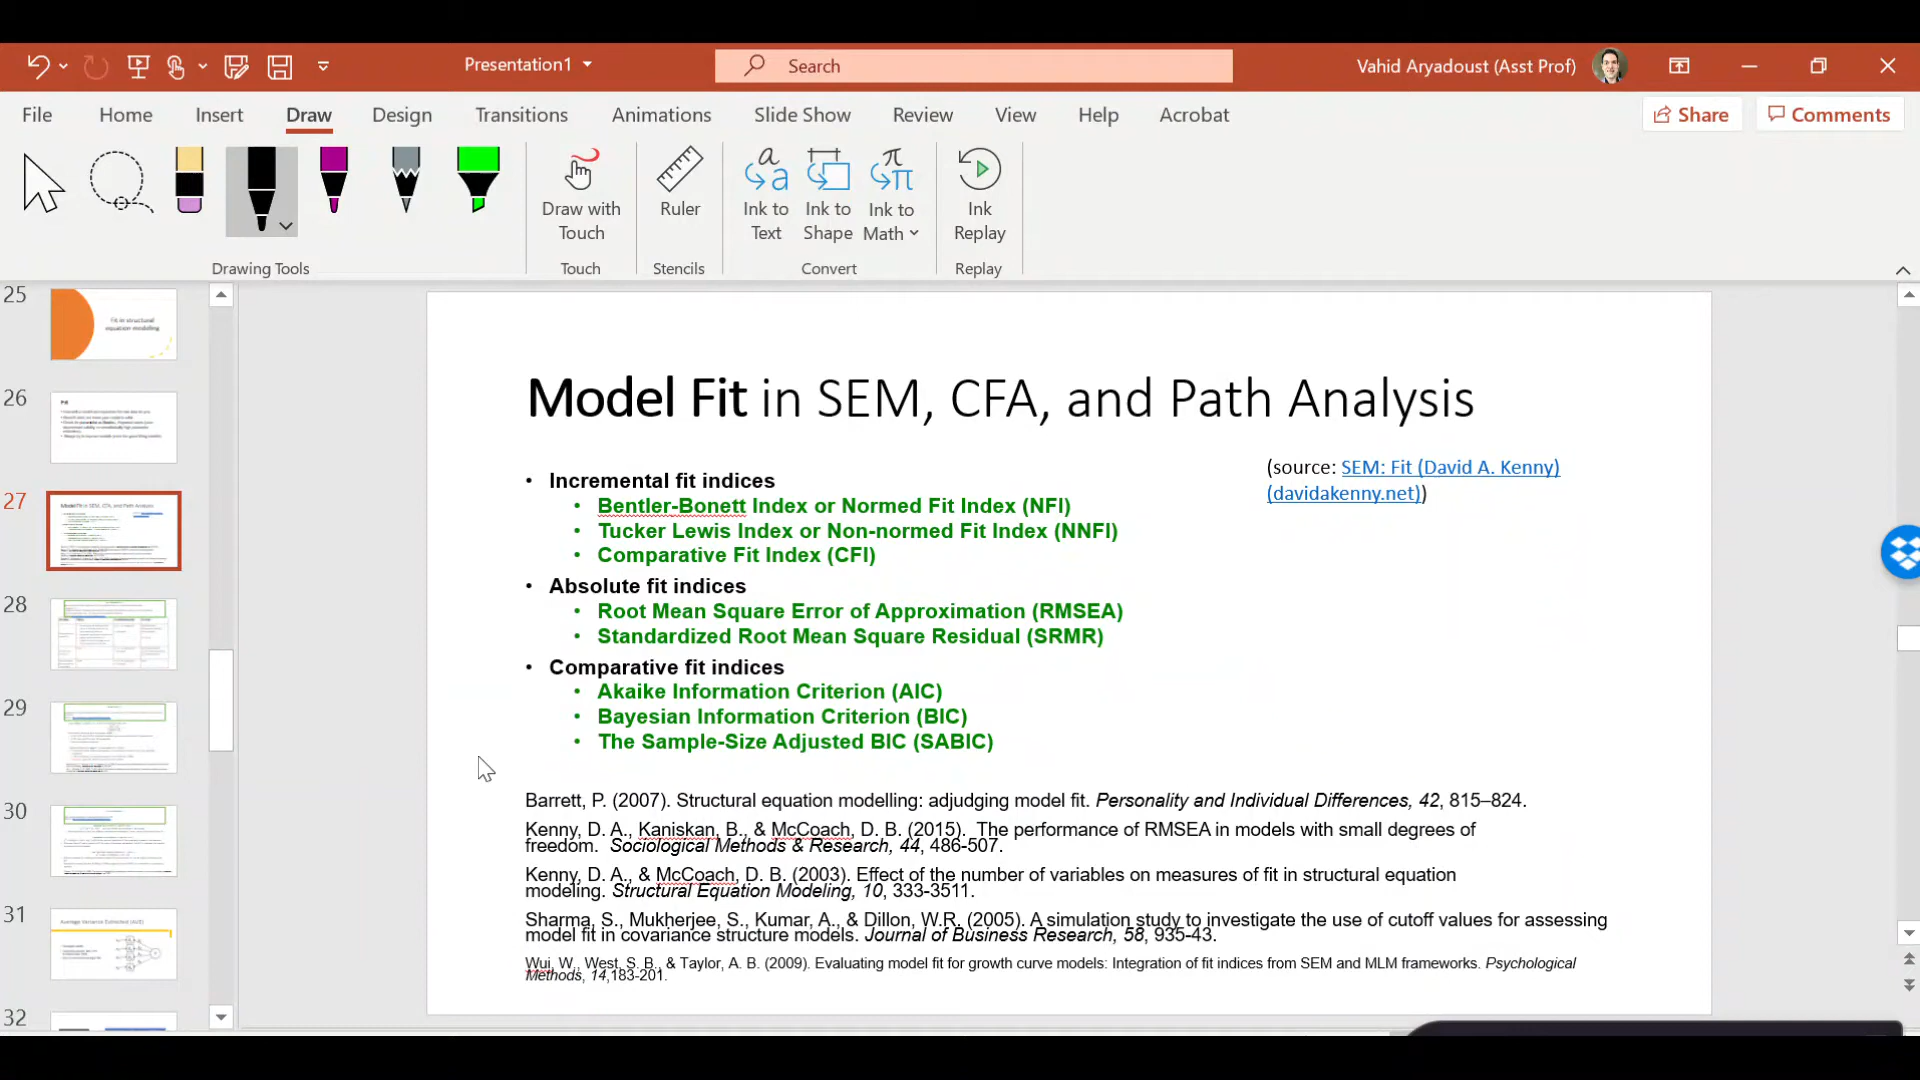 Presentation1
Search
Vahid Aryadoust (Asst Prof)
File Home Insert Draw Design Transitions Animations Slide Show Review View Help Acrobat
Share Comments
Draw with Touch
Ruler
Ink to Text
Ink to Shape
Ink to Math
Ink Replay
Drawing Tools
Touch
Stencils
Convert
Replay
25
Fit in structural
equation modelling
26
Fit
27
28
29
30
31
Average Variance Extracted (AVE)
32
Model Fit in SEM, CFA, and Path Analysis
(source: SEM: Fit (David A. Kenny)
(davidakenny.net))
• Incremental fit indices
• Bentler-Bonett Index or Normed Fit Index (NFI)
• Tucker Lewis Index or Non-normed Fit Index (NNFI)
• Comparative Fit Index (CFI)
• Absolute fit indices
• Root Mean Square Error of Approximation (RMSEA)
• Standardized Root Mean Square Residual (SRMR)
• Comparative fit indices
• Akaike Information Criterion (AIC)
• Bayesian Information Criterion (BIC)
• The Sample-Size Adjusted BIC (SABIC)
Barrett, P. (2007). Structural equation modelling: adjudging model fit. Personality and Individual Differences, 42, 815–824.
Kenny, D. A., Kaniskan, B., & McCoach, D. B. (2015). The performance of RMSEA in models with small degrees of
freedom. Sociological Methods & Research, 44, 486-507.
Kenny, D. A., & McCoach, D. B. (2003). Effect of the number of variables on measures of fit in structural equation
modeling. Structural Equation Modeling, 10, 333-3511.
Sharma, S., Mukherjee, S., Kumar, A., & Dillon, W.R. (2005). A simulation study to investigate the use of cutoff values for assessing
model fit in covariance structure models. Journal of Business Research, 58, 935-43.
Wui, W., West, S. B., & Taylor, A. B. (2009). Evaluating model fit for growth curve models: Integration of fit indices from SEM and MLM frameworks. Psychological
Methods, 14,183-201.